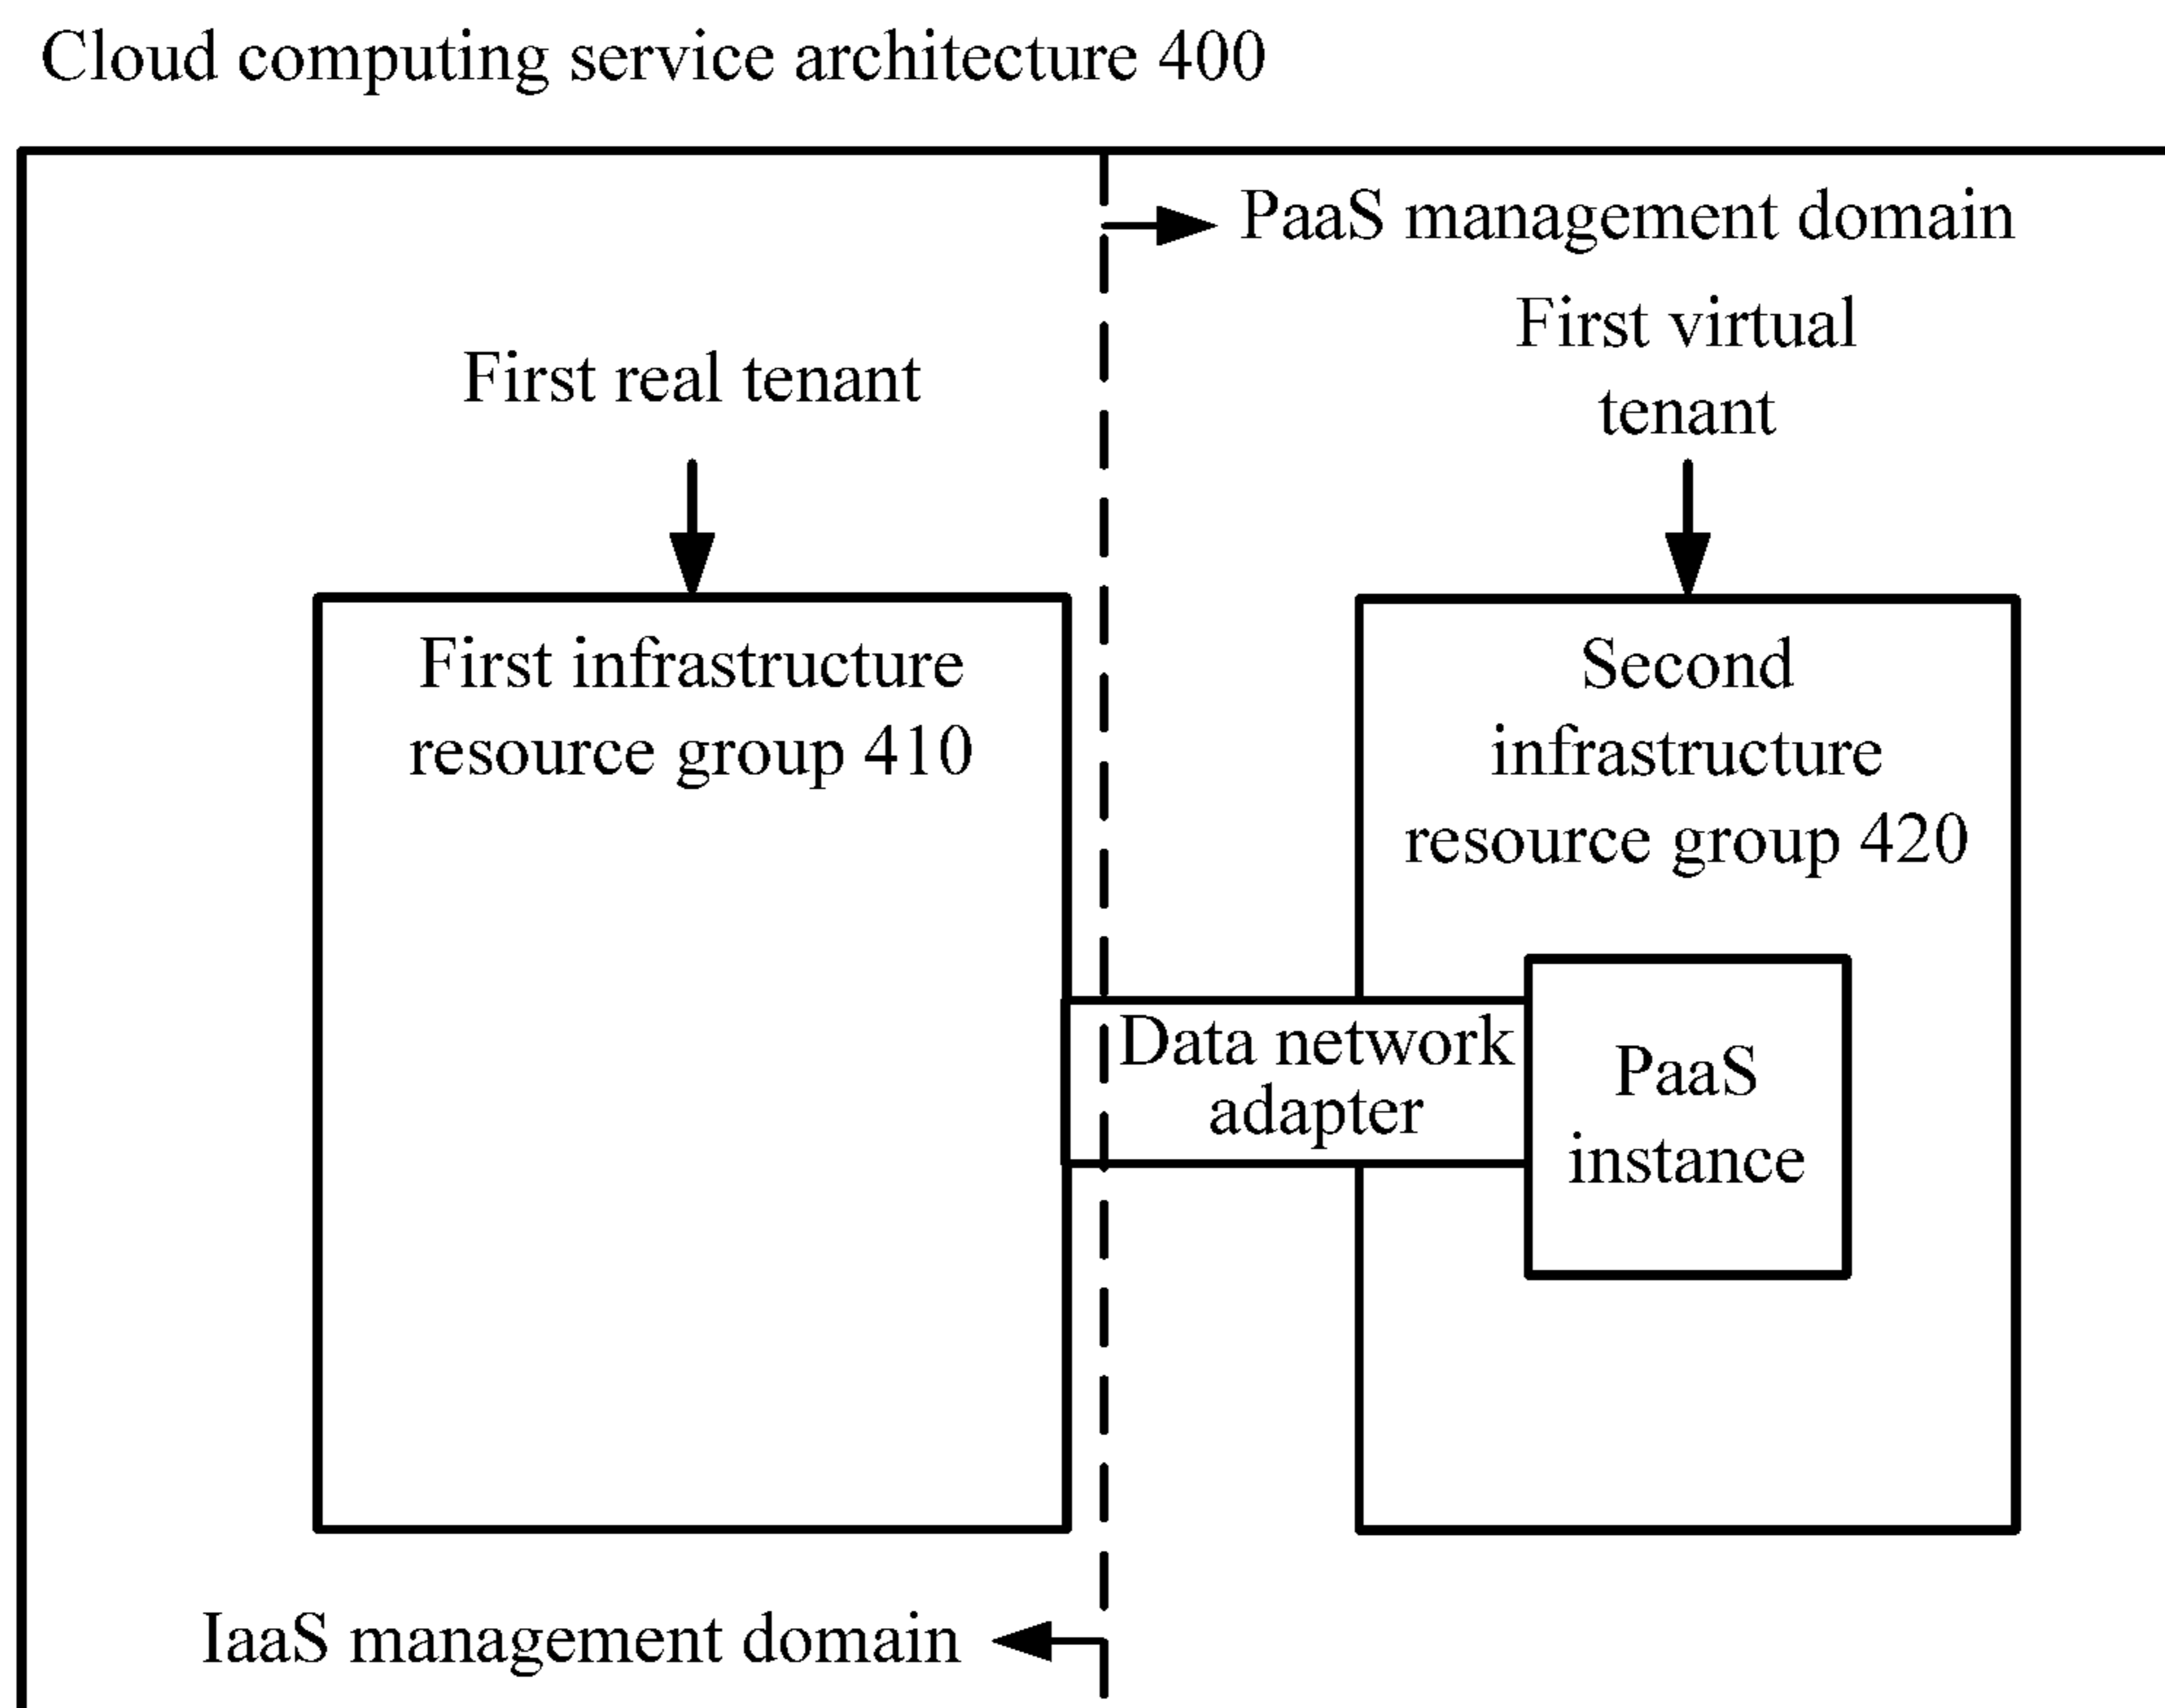 Cloud computing service architecture 400
PaaS management domain
First virtual
tenant
First real tenant
First infrastructure
resource group 410
Second
infrastructure
resource group 420
Data network
adapter
PaaS
instance
IaaS management domain